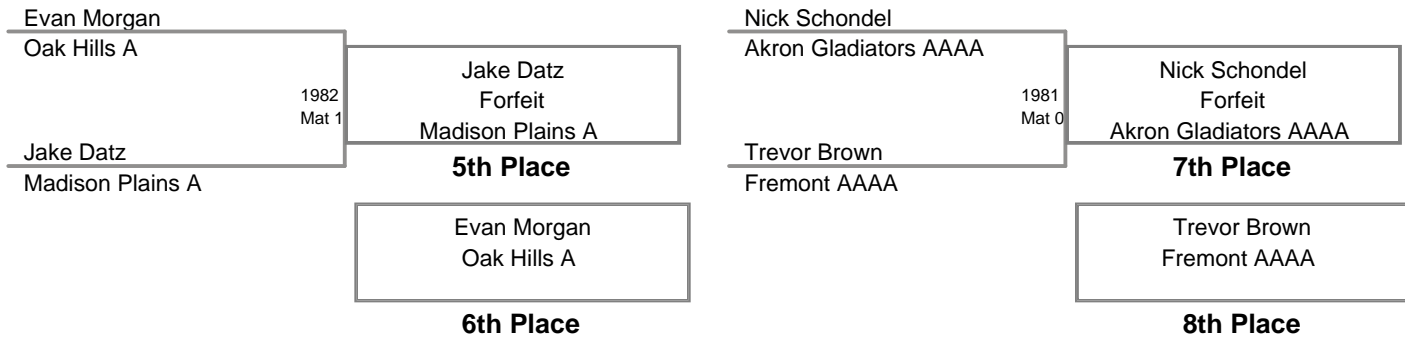 Evan Morgan
Oak Hills A
1982
Mat 1
Jake Datz
Madison Plains A
Jake Datz
Forfeit
Madison Plains A
5th Place
Evan Morgan
Oak Hills A
6th Place
Nick Schondel
Akron Gladiators AAAA
1981
Mat 0
Trevor Brown
Fremont AAAA
Nick Schondel
Forfeit
Akron Gladiators AAAA
7th Place
Trevor Brown
Fremont AAAA
8th Place